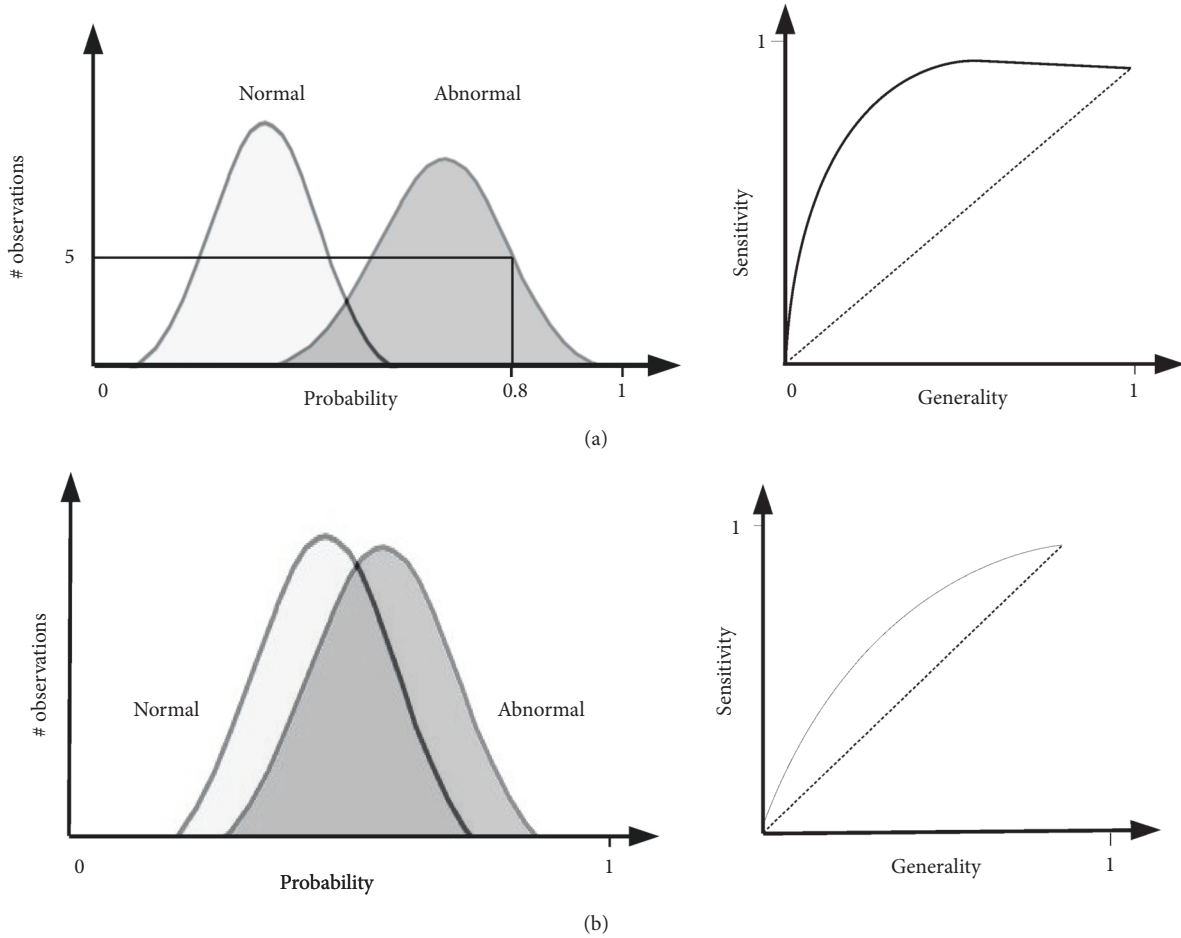 Normal
Abnormal
# observations
5
0
Probability
0.8
1
1
Sensitivity
0
Generality
1
(a)
# observations
Normal
Abnormal
0
Probability
1
1
Sensitivity
Generality
1
(b)